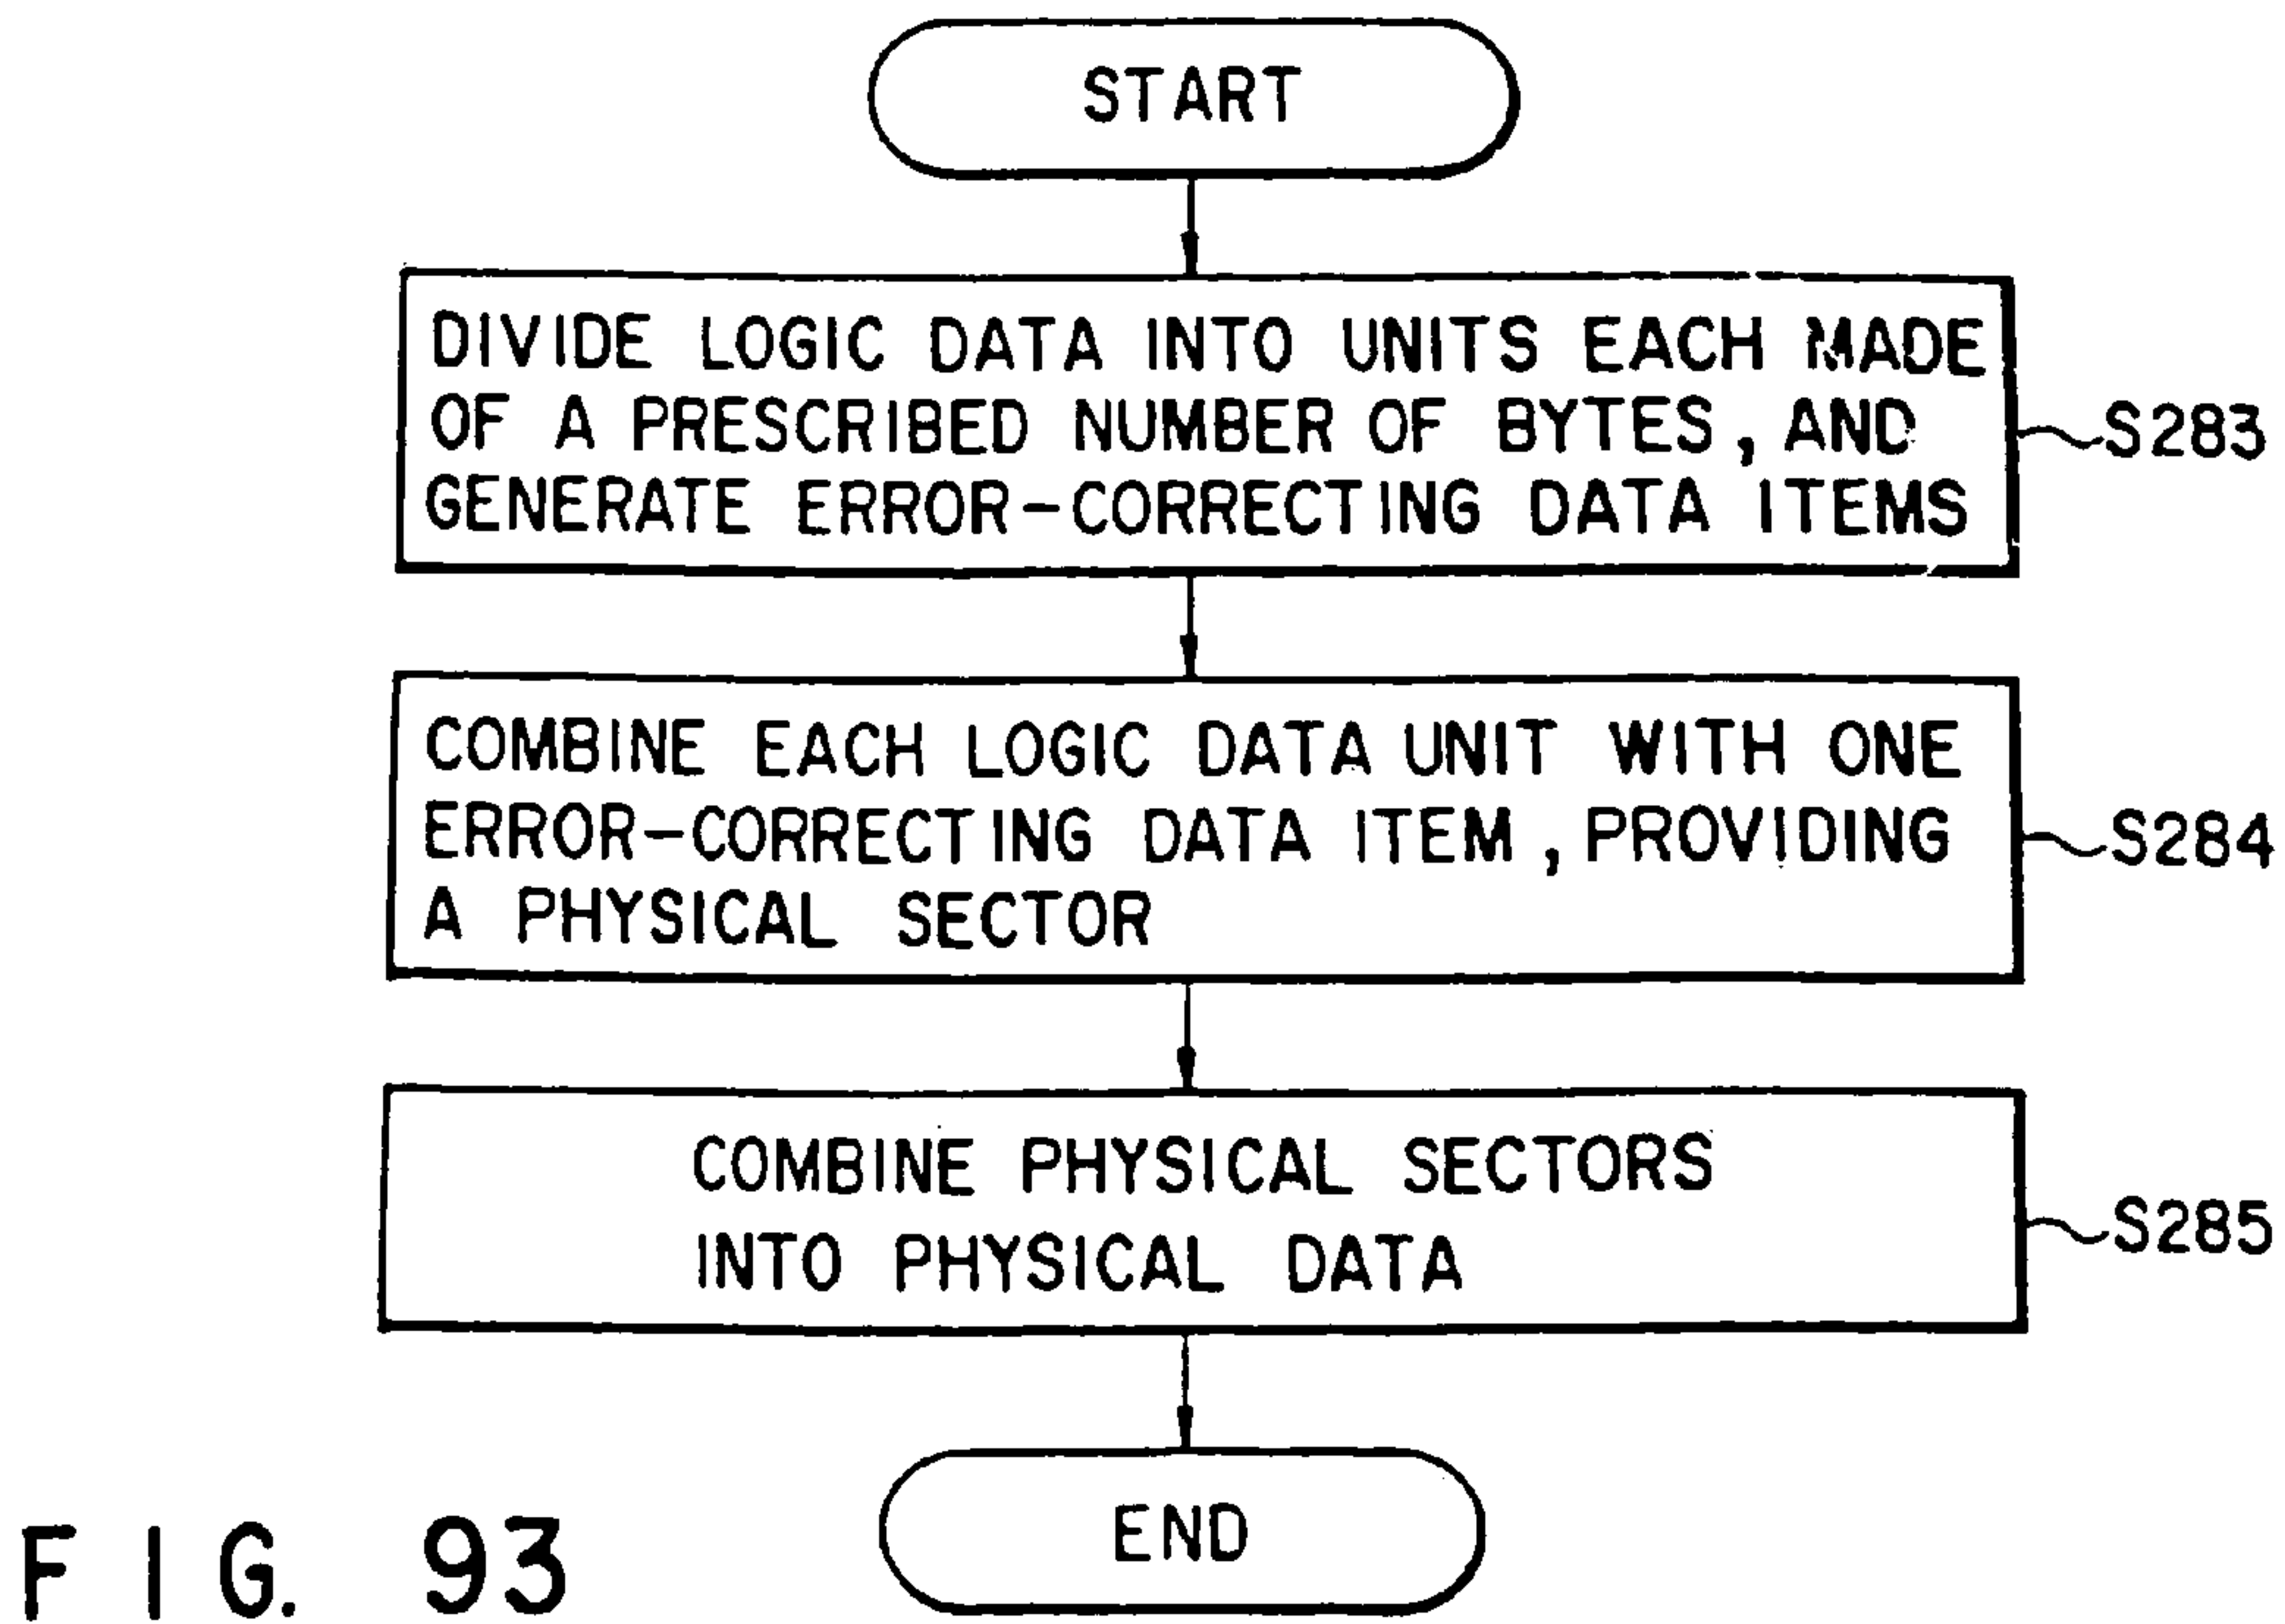 START
DIVIDE LOGIC DATA INTO UNITS EACH MADE
OF A PRESCRIBED NUMBER OF BYTES, AND
GENERATE ERROR-CORRECTING DATA ITEMS
S283
COMBINE EACH LOGIC DATA UNIT WITH ONE
ERROR-CORRECTING DATA ITEM, PROVIDING
A PHYSICAL SECTOR
S284
COMBINE PHYSICAL SECTORS
INTO PHYSICAL DATA
S285
END
FIG. 93